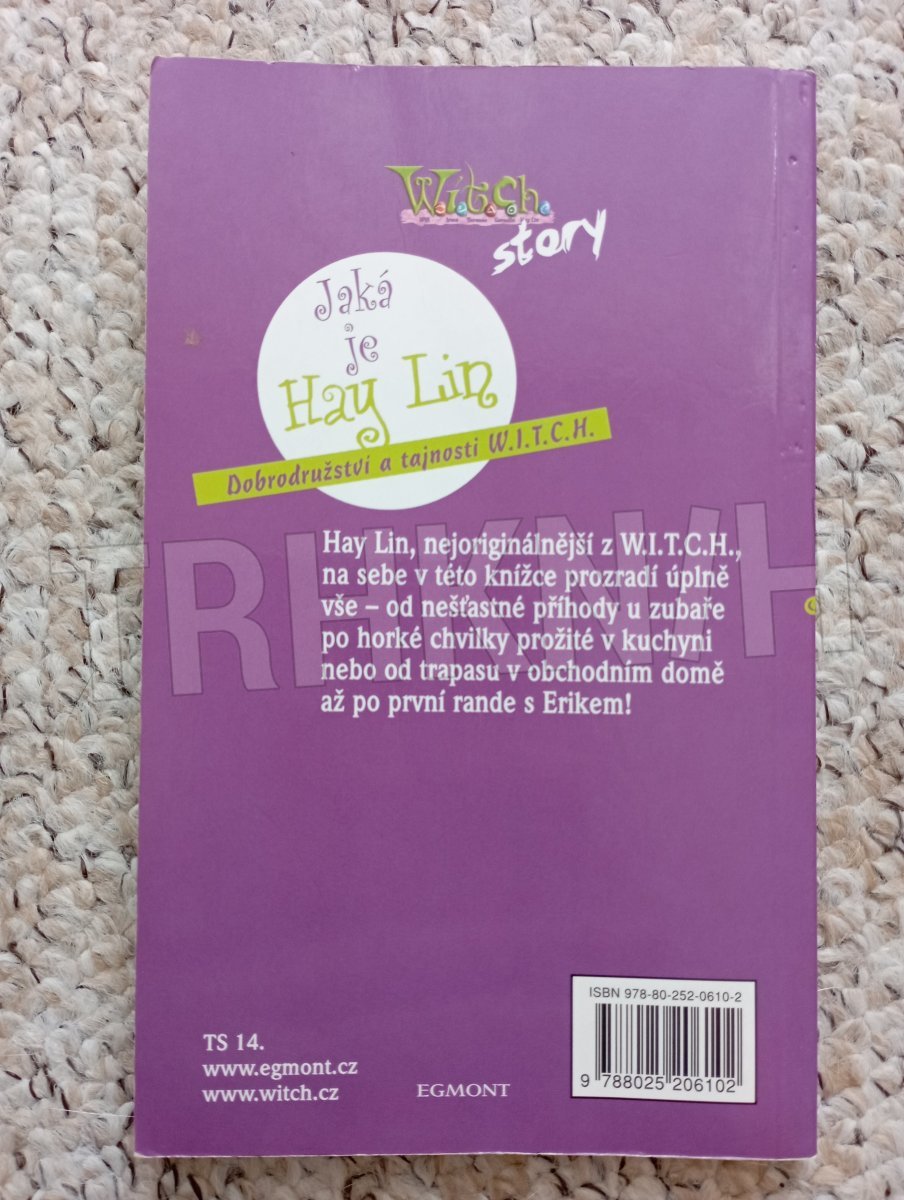 W.i.t.c.h.
story
Jaká
je
Hay Lin
Dobrodružství a tajnosti W.I.T.C.H.
TRHKNIH
Hay Lin, nejoriginálnější z W.I.T.C.H.,
na sebe v této knížce prozradí úplně
vše – od nešťastné příhody u zubaře
po horké chvilky prožité v kuchyni
nebo od trapasu v obchodním domě
až po první rande s Erikem!
ISBN 978-80-252-0610-2
9 788025 206102
TS 14.
www.egmont.cz
www.witch.cz
EGMONT